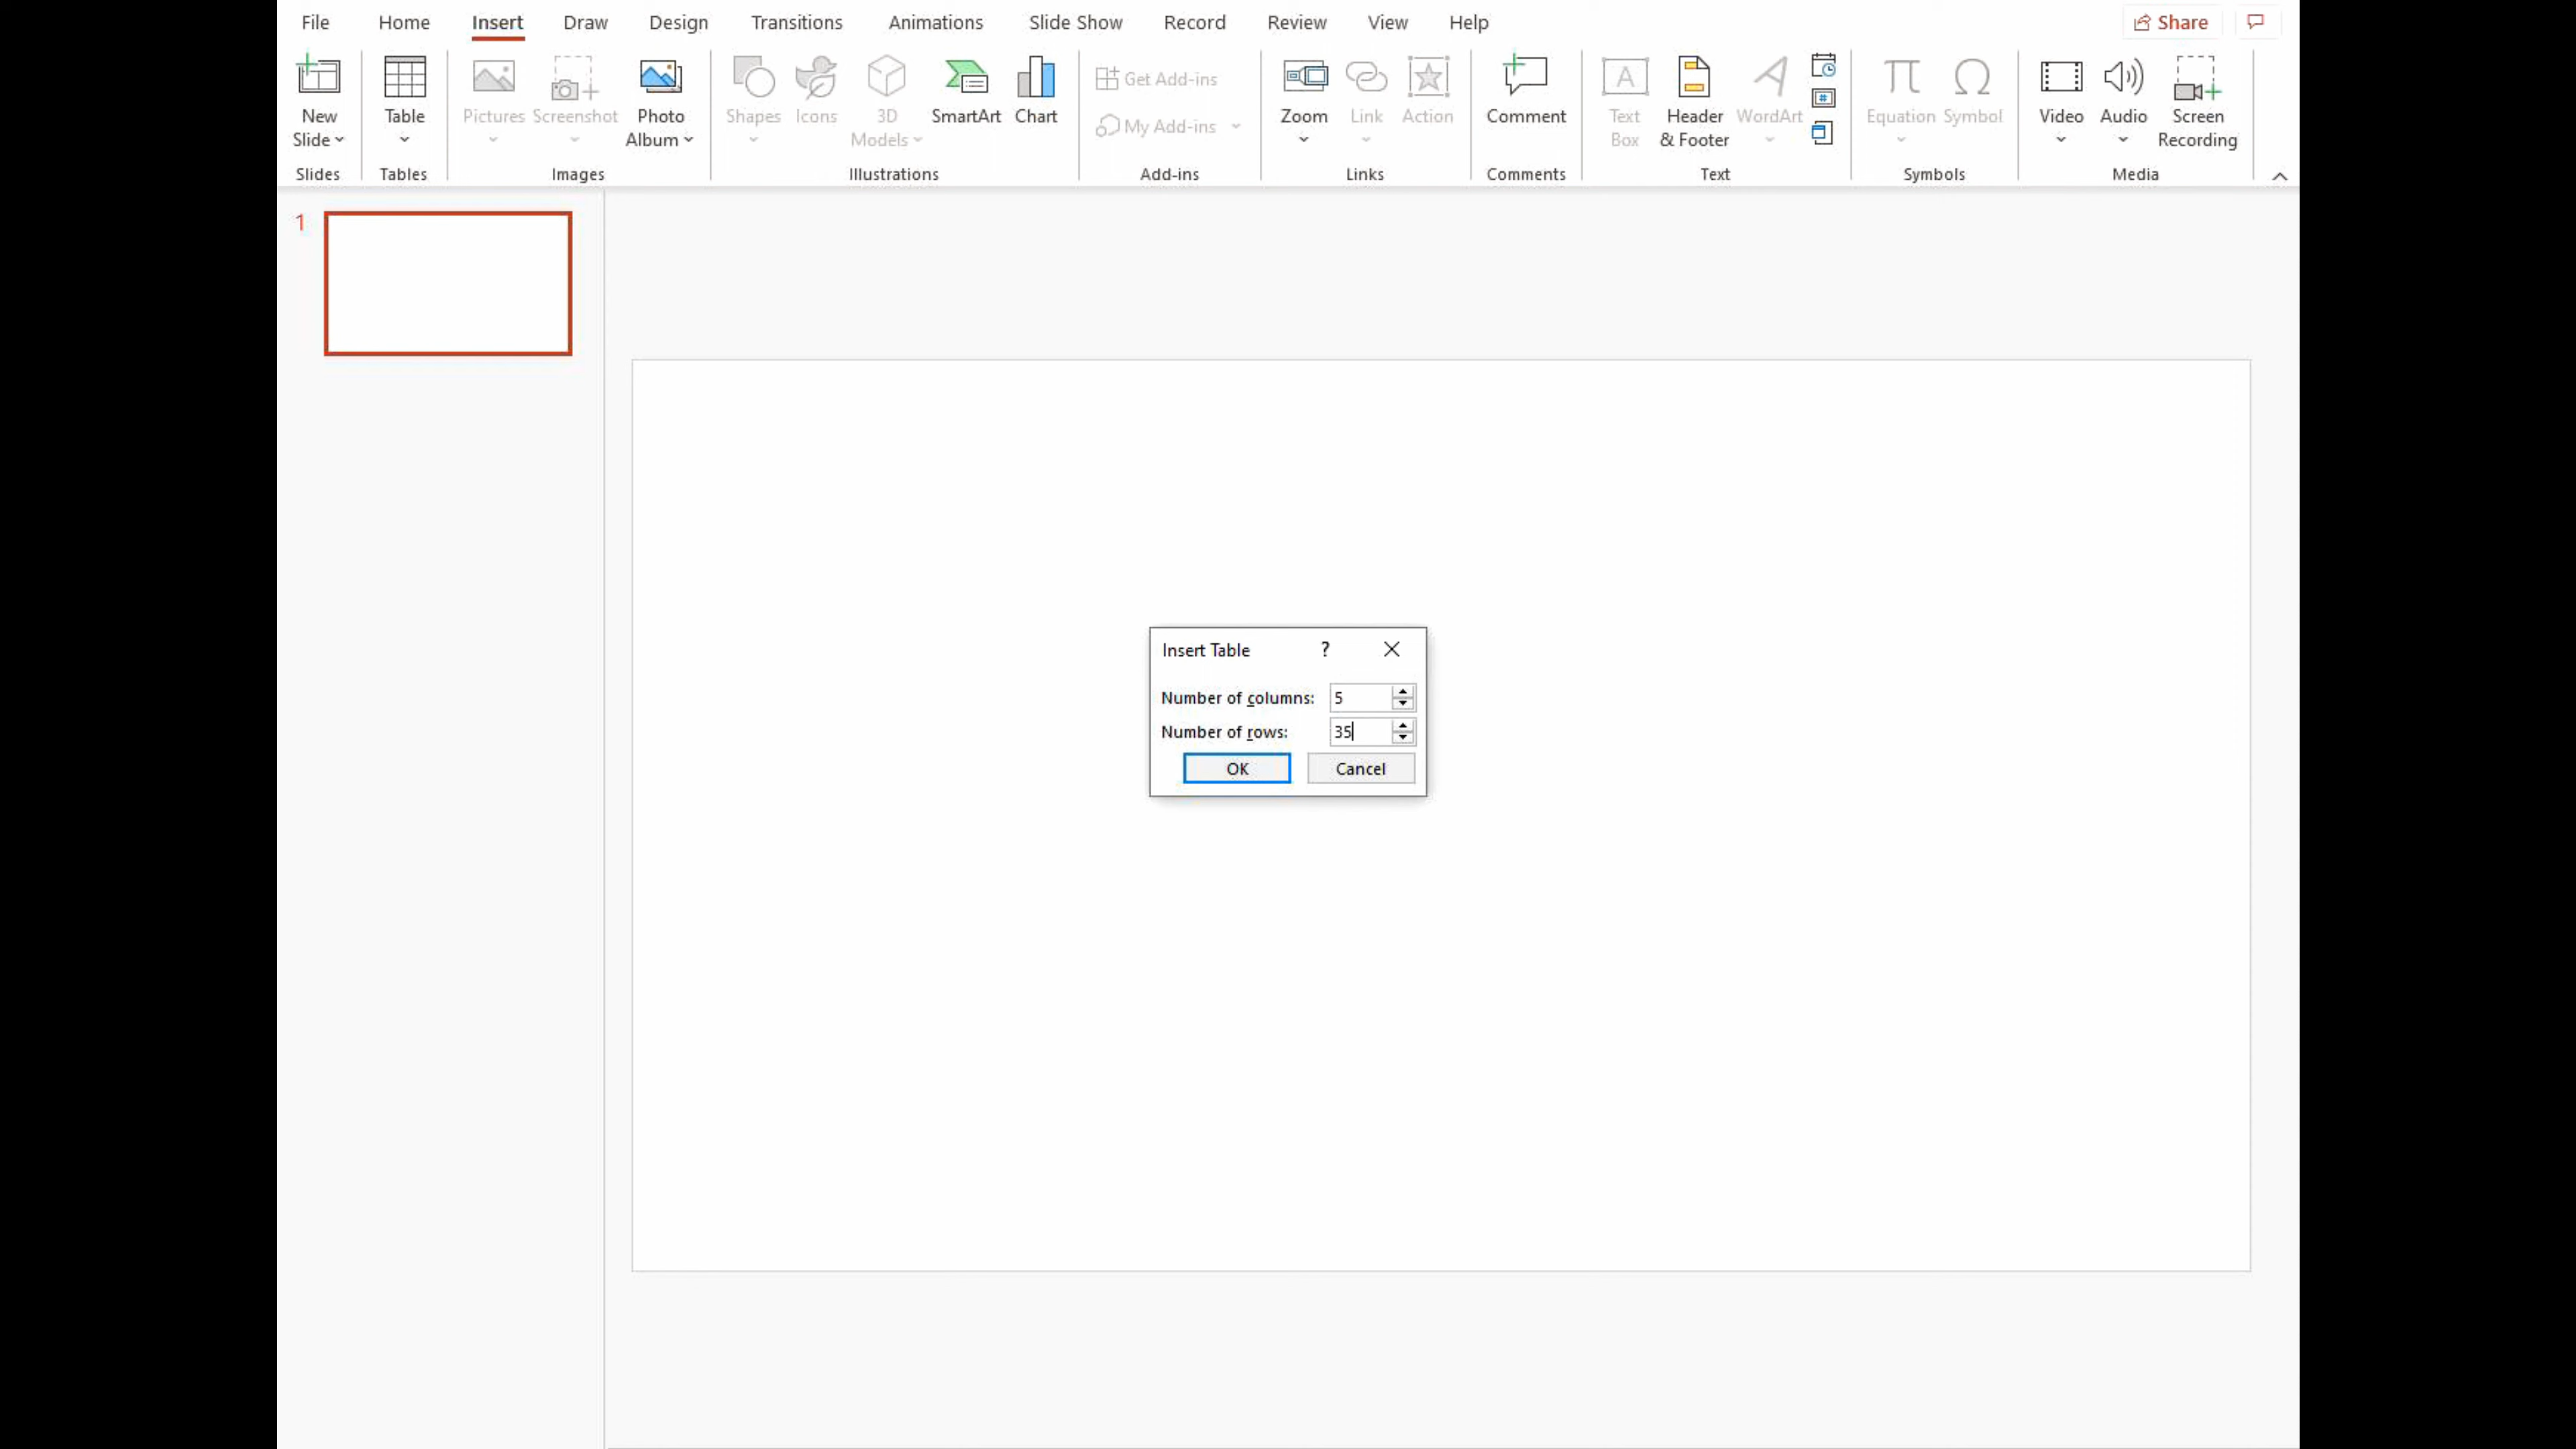 File Home Insert Draw Design Transitions Animations Slide Show Record Review View Help Share
New Slide Table Pictures Screenshot Photo Album Shapes Icons 3D Models SmartArt Chart Get Add-ins My Add-ins Zoom Link Action Comment Text Box Header & Footer WordArt Equation Symbol Video Audio Screen Recording
Slides Tables Images Illustrations Add-ins Links Comments Text Symbols Media
1
Insert Table ?
Number of columns: 5
Number of rows: 35
OK Cancel